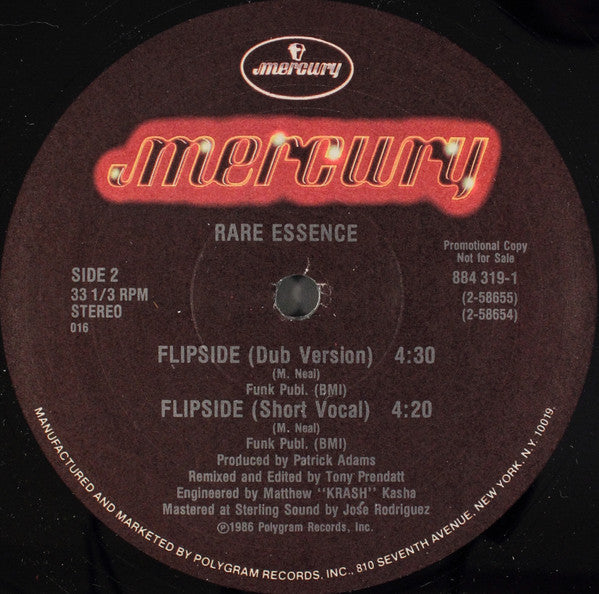 mercury
mercury
RARE ESSENCE
Promotional Copy
Not for Sale
884 319-1
(2-58655)
(2-58654)
SIDE 2
33 1/3 RPM
STEREO
016
FLIPSIDE (Dub Version) 4:30
(M. Neal)
Funk Publ. (BMI)
FLIPSIDE (Short Vocal) 4:20
(M. Neal)
Funk Publ. (BMI)
Produced by Patrick Adams
Remixed and Edited by Tony Prendatt
Engineered by Matthew "KRASH" Kasha
Mastered at Sterling Sound by Jose Rodriguez
℗1986 Polygram Records, Inc.
MANUFACTURED AND MARKETED BY POLYGRAM RECORDS, INC., 810 SEVENTH AVENUE, NEW YORK, N.Y. 10019.